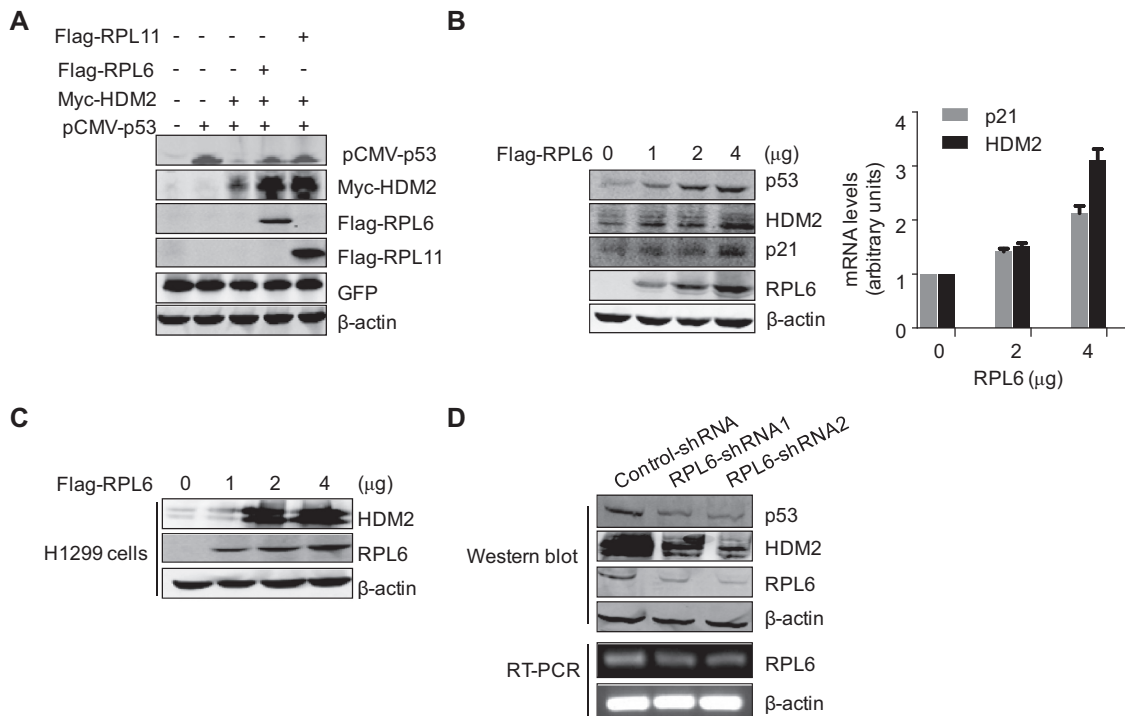 A
Flag-RPL11 - - - - +
Flag-RPL6 - - - + -
Myc-HDM2 - - + + +
pCMV-p53 - + + + +
pCMV-p53
Myc-HDM2
Flag-RPL6
Flag-RPL11
GFP
β-actin
B
Flag-RPL6 0 1 2 4 (μg)
p53
HDM2
p21
RPL6
β-actin
mRNA levels
(arbitrary units)
4
3
2
1
0
p21
HDM2
0 2 4
RPL6 (μg)
C
Flag-RPL6 0 1 2 4 (μg)
H1299 cells
HDM2
RPL6
β-actin
D
Control-shRNA
RPL6-shRNA1
RPL6-shRNA2
Western blot
p53
HDM2
RPL6
β-actin
RT-PCR
RPL6
β-actin